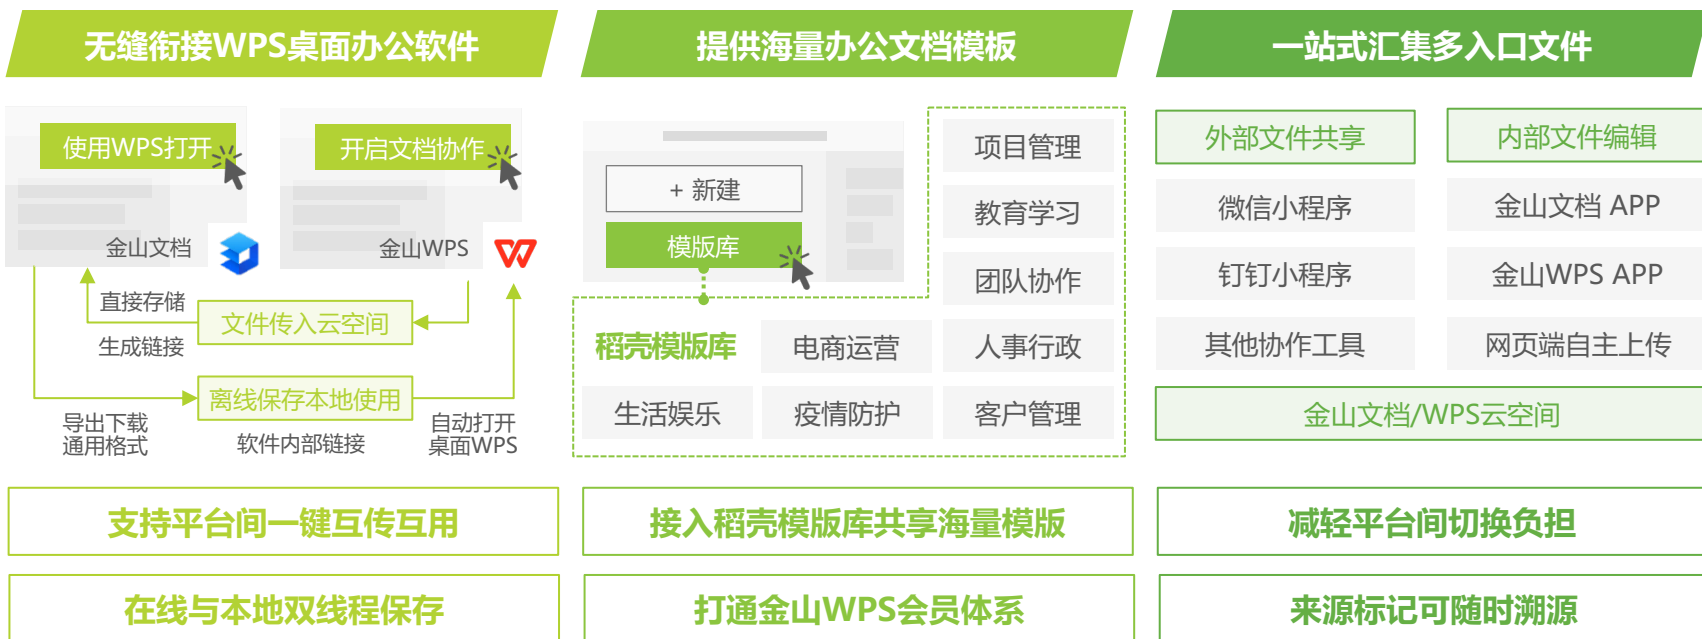 无缝衔接WPS桌面办公软件
使用WPS打开
开启文档协作
金山文档
金山WPS
直接存储
文件传入云空间
生成链接
离线保存本地使用
导出下载
通用格式
软件内部链接
自动打开
桌面WPS
支持平台间一键互传互用
在线与本地双线程保存
提供海量办公文档模板
+ 新建
模版库
项目管理
教育学习
团队协作
稻壳模版库
电商运营
人事行政
生活娱乐
疫情防护
客户管理
接入稻壳模版库共享海量模版
打通金山WPS会员体系
一站式汇集多入口文件
外部文件共享
内部文件编辑
微信小程序
金山文档 APP
钉钉小程序
金山WPS APP
其他协作工具
网页端自主上传
金山文档/WPS云空间
减轻平台间切换负担
来源标记可随时溯源